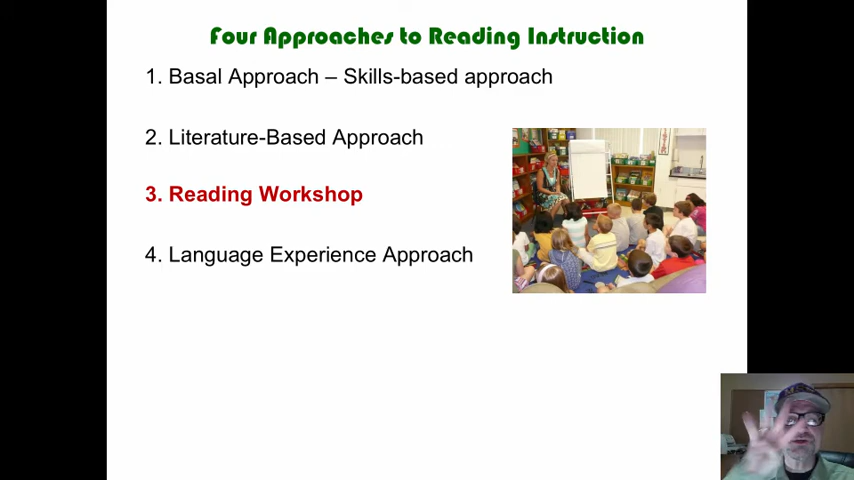 Four Approaches to Reading Instruction
1. Basal Approach – Skills-based approach
2. Literature-Based Approach
3. Reading Workshop
4. Language Experience Approach